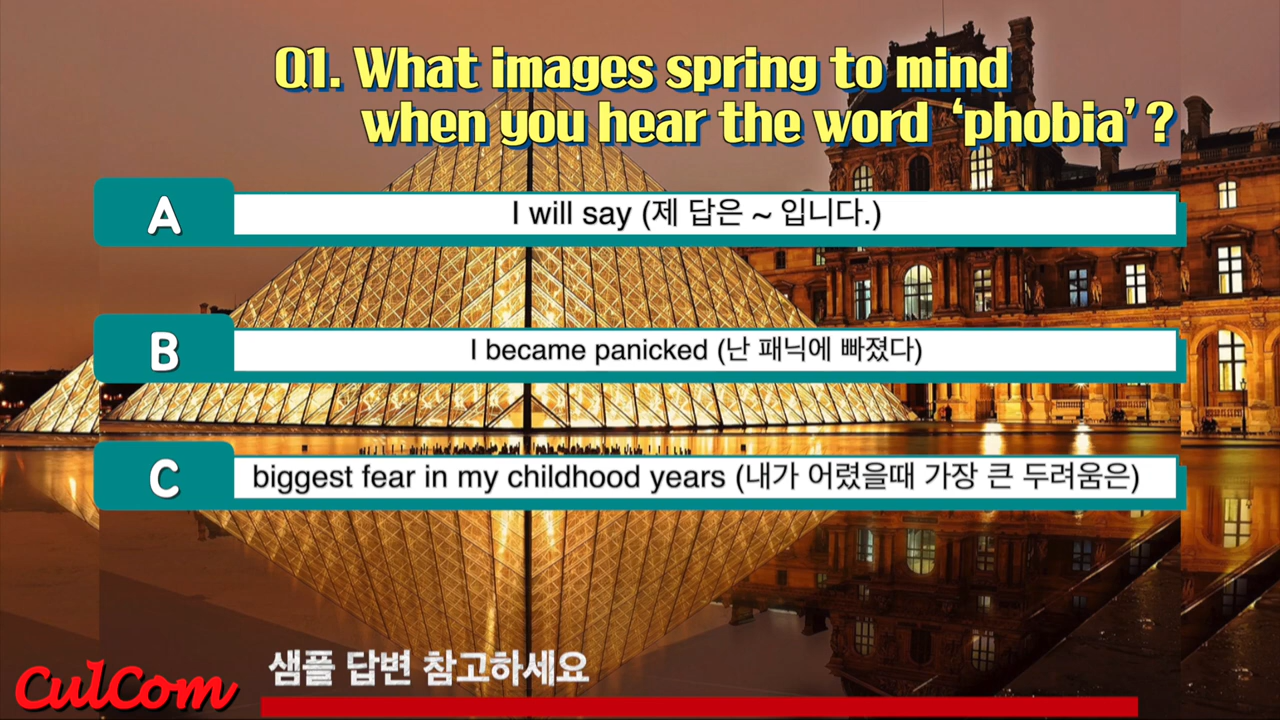 Q1. What images spring to mind
when you hear the word ‘phobia’ ?
A
I will say (제 답은 ~ 입니다.)
B
I became panicked (난 패닉에 빠졌다)
C
biggest fear in my childhood years (내가 어렸을때 가장 큰 두려움은)
샘플 답변 참고하세요
CulCom